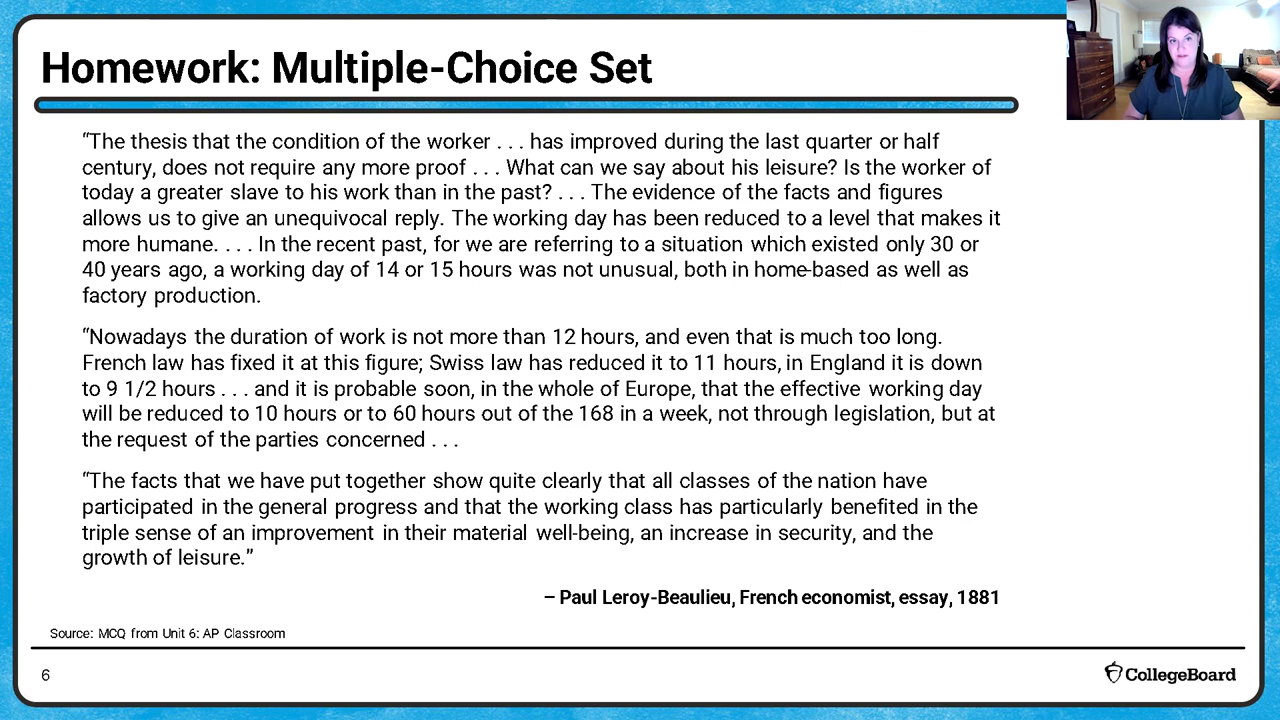 Homework: Multiple-Choice Set
“The thesis that the condition of the worker . . . has improved during the last quarter or half
century, does not require any more proof . . . What can we say about his leisure? Is the worker of
today a greater slave to his work than in the past? . . . The evidence of the facts and figures
allows us to give an unequivocal reply. The working day has been reduced to a level that makes it
more humane. . . . In the recent past, for we are referring to a situation which existed only 30 or
40 years ago, a working day of 14 or 15 hours was not unusual, both in home-based as well as
factory production.
“Nowadays the duration of work is not more than 12 hours, and even that is much too long.
French law has fixed it at this figure; Swiss law has reduced it to 11 hours, in England it is down
to 9 1/2 hours . . . and it is probable soon, in the whole of Europe, that the effective working day
will be reduced to 10 hours or to 60 hours out of the 168 in a week, not through legislation, but at
the request of the parties concerned . . .
“The facts that we have put together show quite clearly that all classes of the nation have
participated in the general progress and that the working class has particularly benefited in the
triple sense of an improvement in their material well-being, an increase in security, and the
growth of leisure.”
– Paul Leroy-Beaulieu, French economist, essay, 1881
Source: MCQ from Unit 6: AP Classroom
6
CollegeBoard